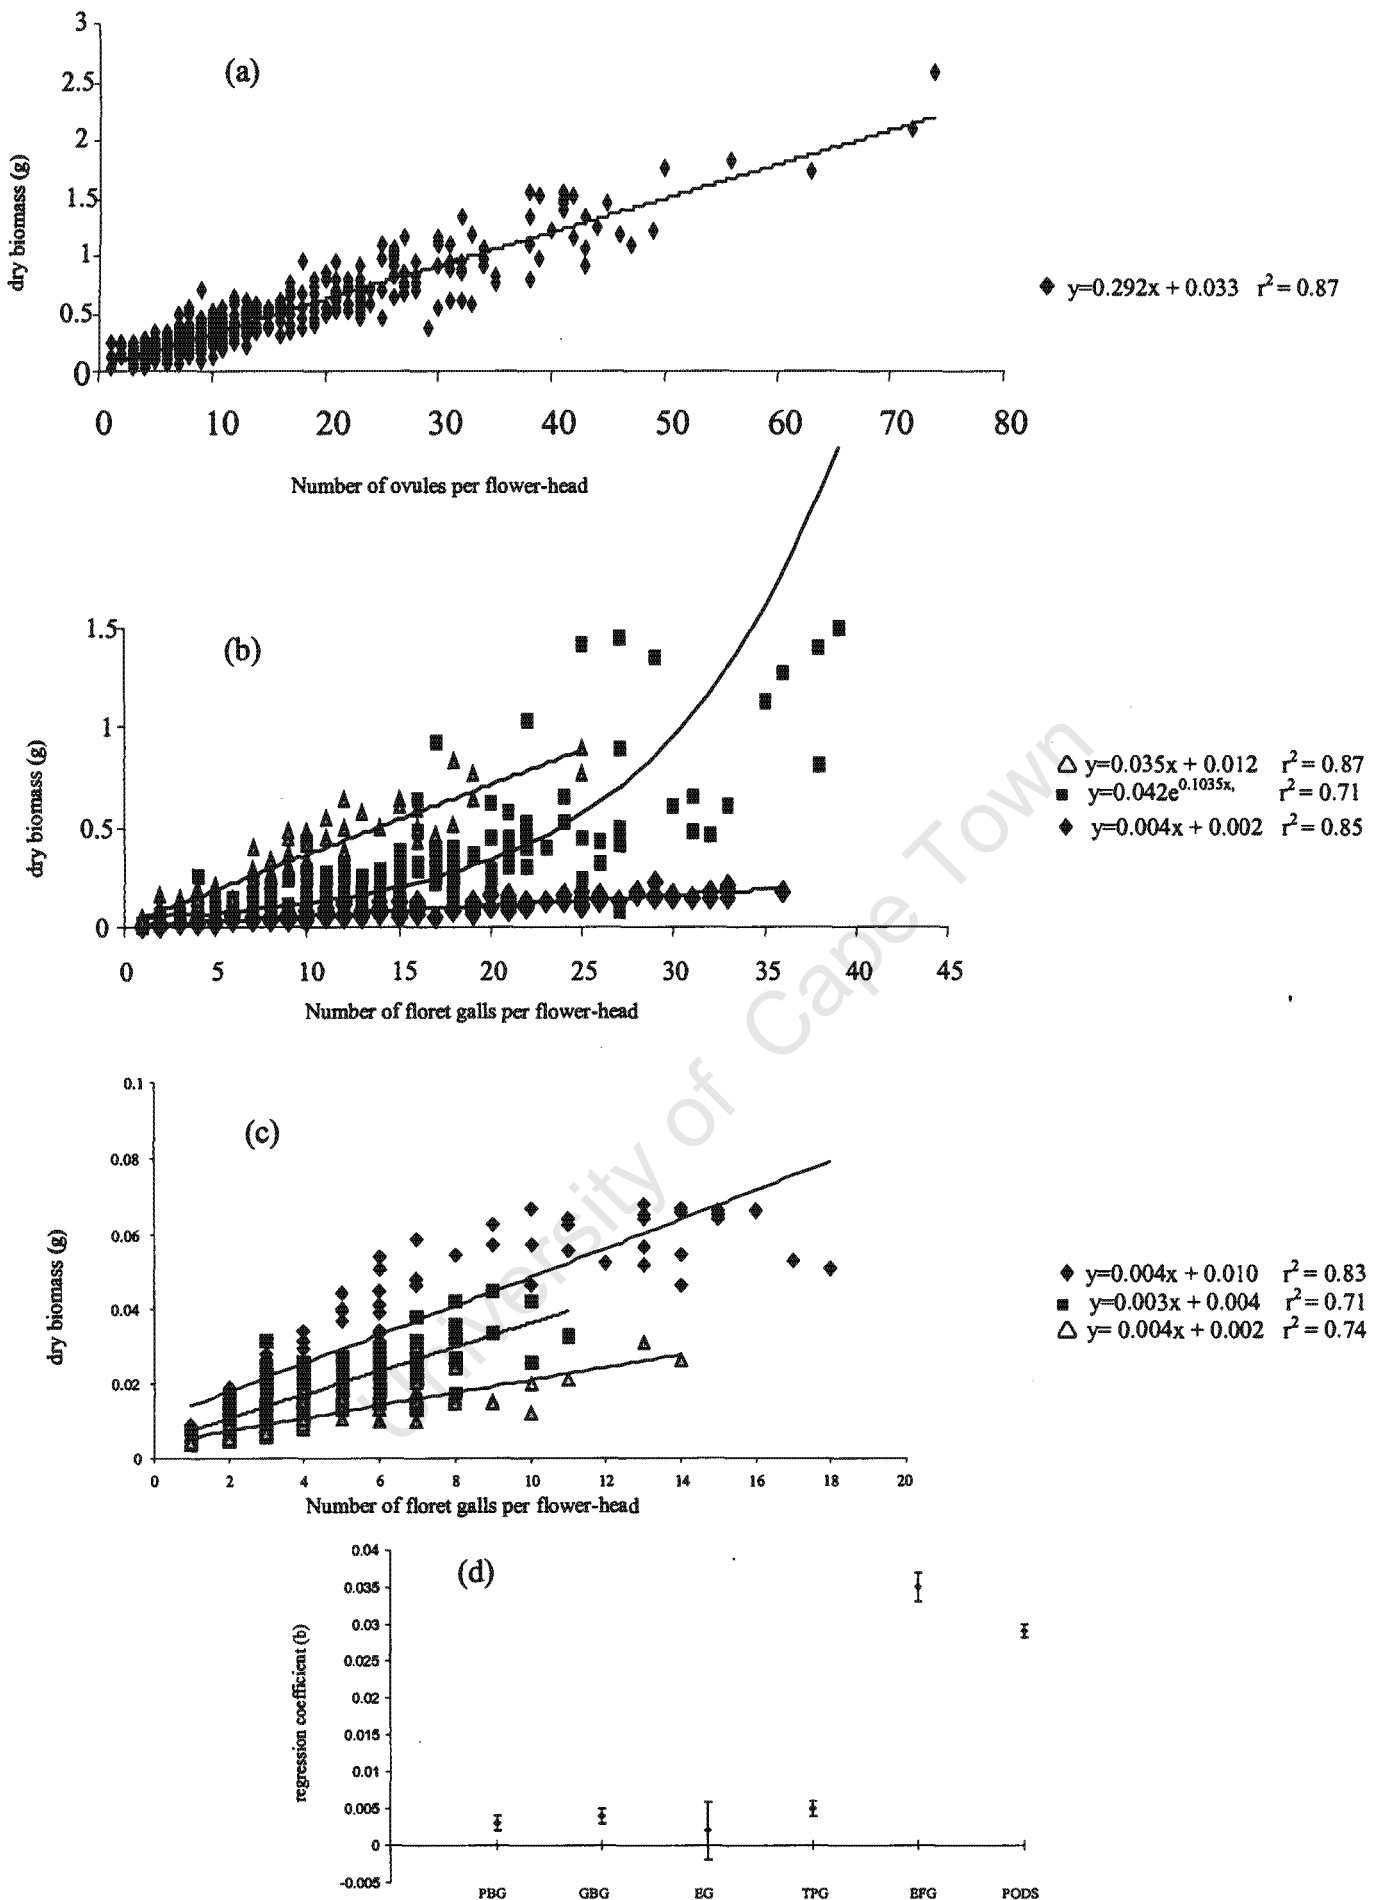 (a)
3
2.5
2
1.5
1
0.5
0
dry biomass (g)
0 10 20 30 40 50 60 70 80
Number of ovules per flower-head
y=0.292x + 0.033 r² = 0.87
(b)
1.5
1
0.5
0
dry biomass (g)
0 5 10 15 20 25 30 35 40 45
Number of floret galls per flower-head
y=0.035x + 0.012 r² = 0.87
y=0.042e^0.1035x, r² = 0.71
y=0.004x + 0.002 r² = 0.85
(c)
0.1
0.08
0.06
0.04
0.02
0
dry biomass (g)
0 2 4 6 8 10 12 14 16 18 20
Number of floret galls per flower-head
y=0.004x + 0.010 r² = 0.83
y=0.003x + 0.004 r² = 0.71
y= 0.004x + 0.002 r² = 0.74
(d)
0.04
0.035
0.03
0.025
0.02
0.015
0.01
0.005
0
-0.005
regression coefficient (b)
PBG GBG EG TPG EFG PODS
University of Cape Town